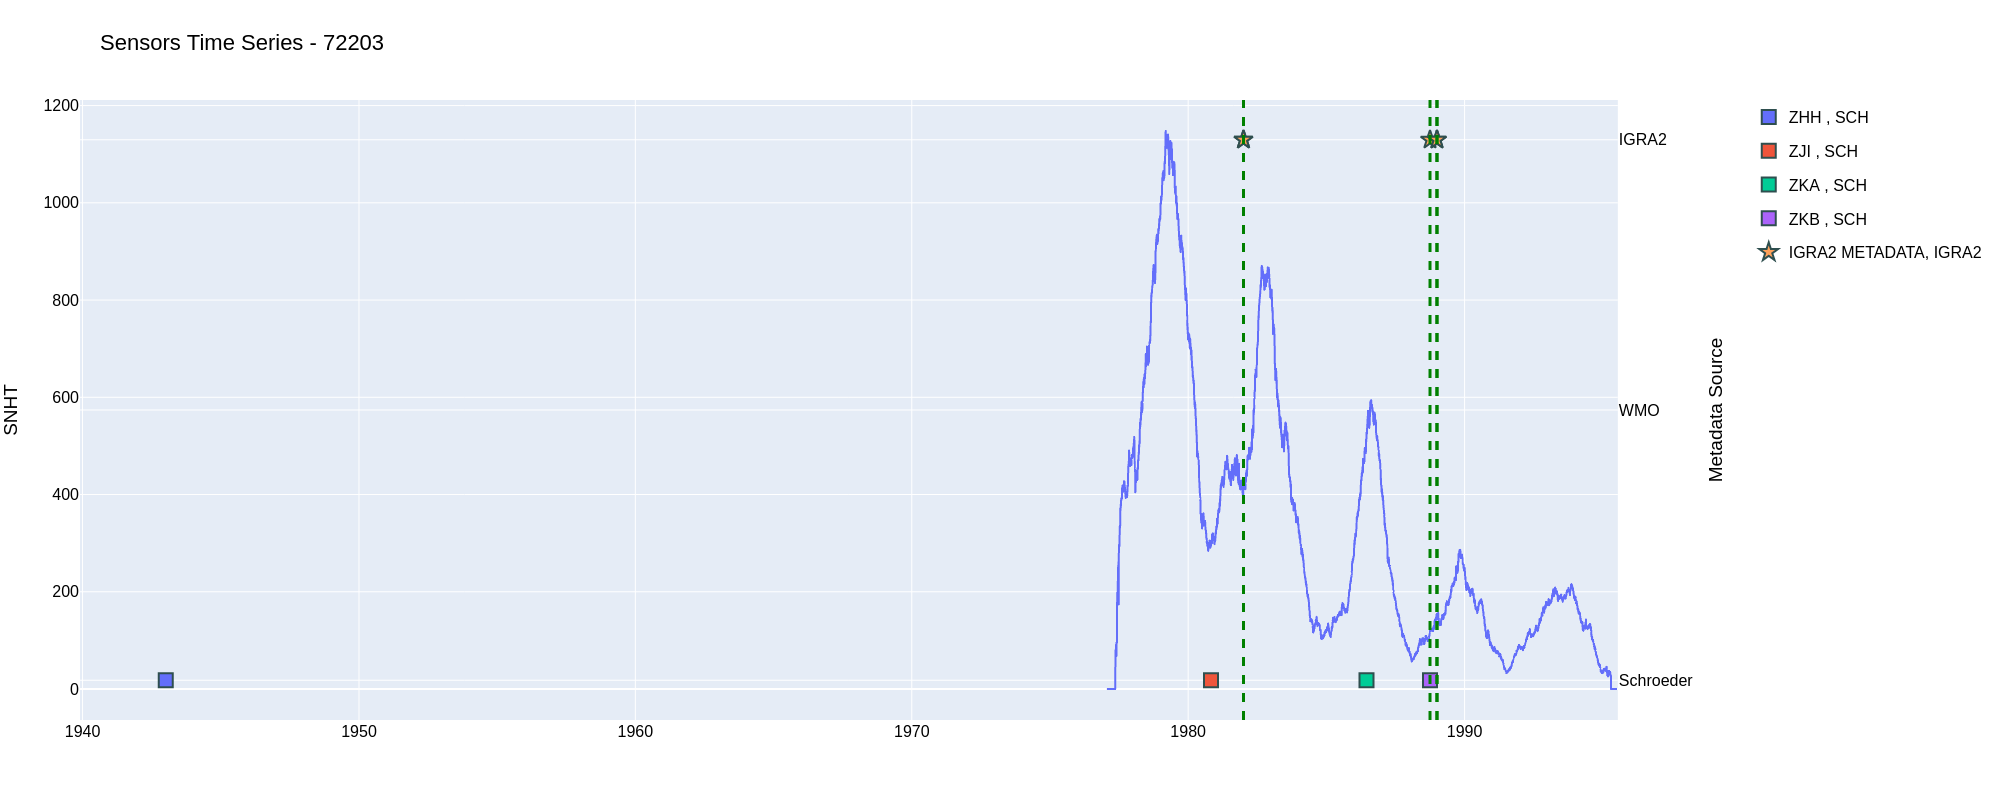 Sensors Time Series - 72203
1200
1000
800
600
400
200
0
SNHT
1940
1950
1960
1970
1980
1990
IGRA2
WMO
Schroeder
Metadata Source
ZHH , SCH
ZJI , SCH
ZKA , SCH
ZKB , SCH
IGRA2 METADATA, IGRA2